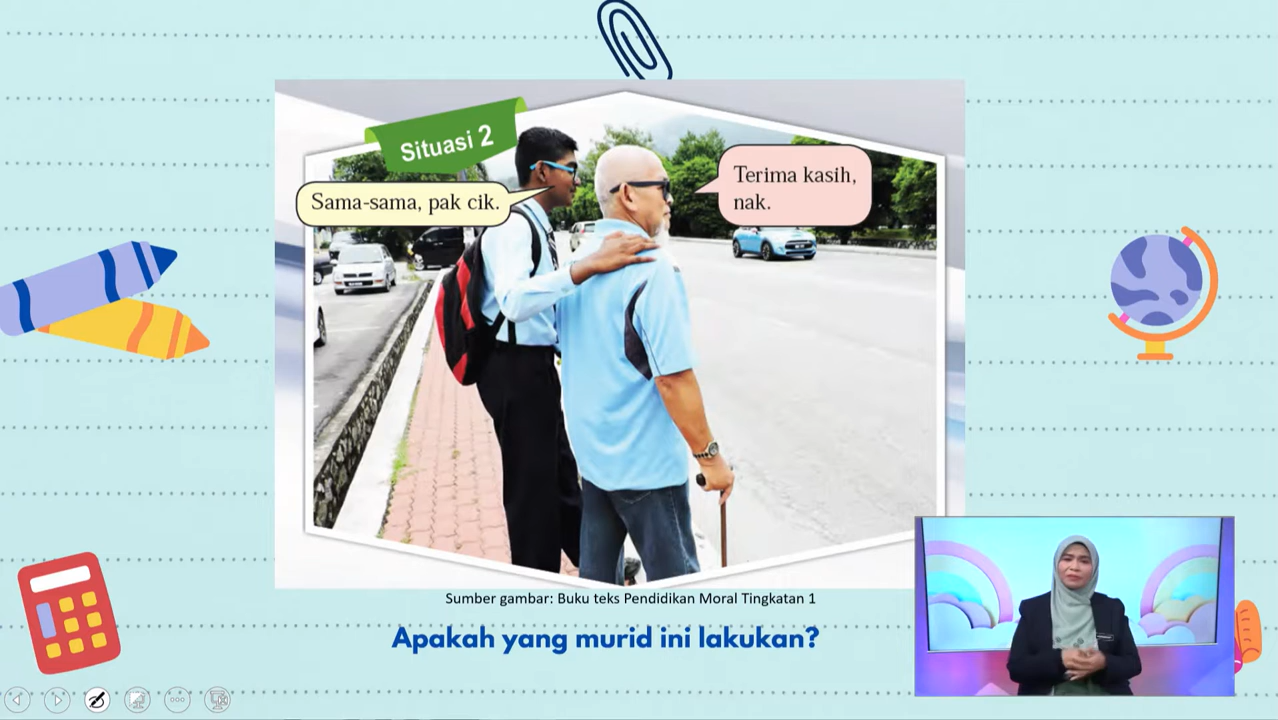 Situasi 2
Sama-sama, pak cik.
Terima kasih,
nak.
Sumber gambar: Buku teks Pendidikan Moral Tingkatan 1
Apakah yang murid ini lakukan?